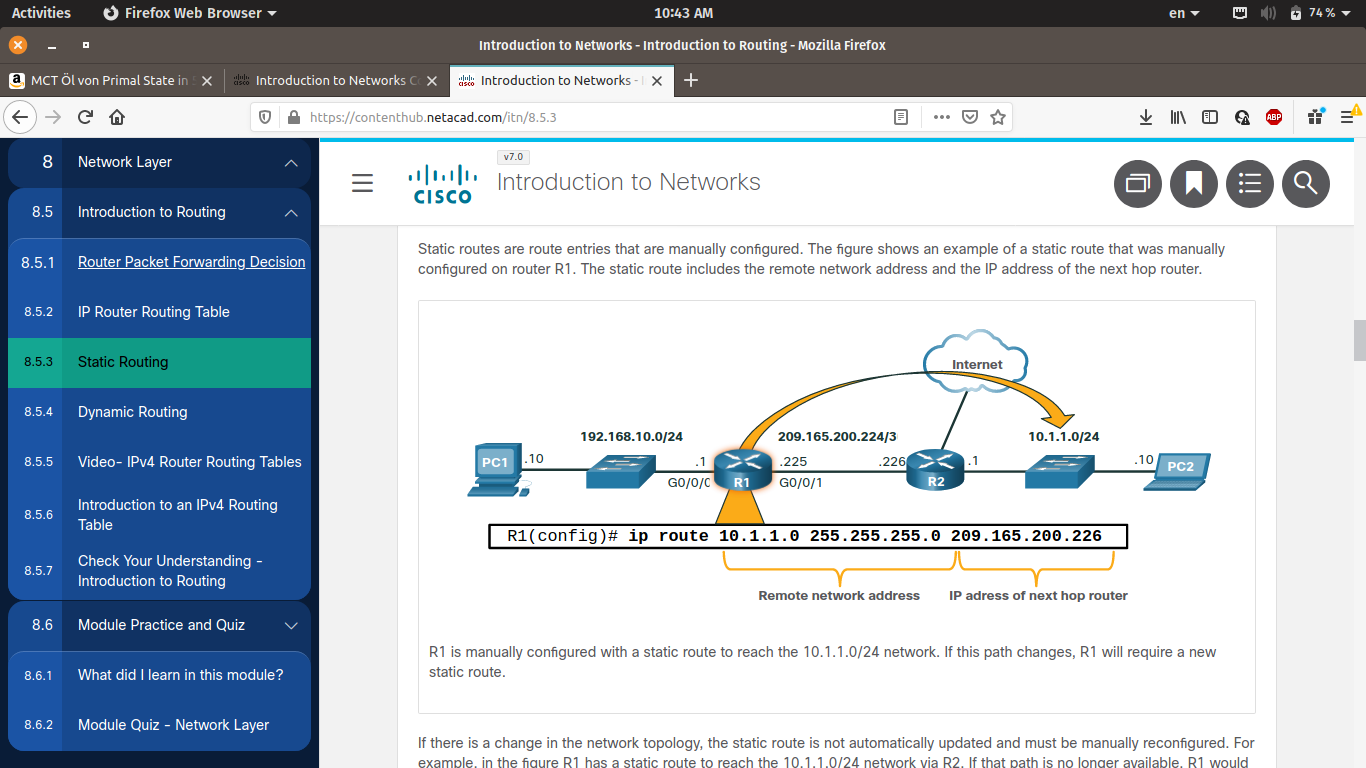 Activities
Firefox Web Browser
10:43 AM
en
74 %
Introduction to Networks - Introduction to Routing - Mozilla Firefox
MCT Öl von Primal State in
Introduction to Networks C
Introduction to Networks -
https://contenthub.netacad.com/itn/8.5.3
ABP
8 Network Layer
8.5 Introduction to Routing
8.5.1 Router Packet Forwarding Decision
8.5.2 IP Router Routing Table
8.5.3 Static Routing
8.5.4 Dynamic Routing
8.5.5 Video- IPv4 Router Routing Tables
8.5.6 Introduction to an IPv4 Routing
Table
8.5.7 Check Your Understanding -
Introduction to Routing
8.6 Module Practice and Quiz
8.6.1 What did I learn in this module?
8.6.2 Module Quiz - Network Layer
CISCO
v7.0
Introduction to Networks
Static routes are route entries that are manually configured. The figure shows an example of a static route that was manually
configured on router R1. The static route includes the remote network address and the IP address of the next hop router.
Internet
192.168.10.0/24
209.165.200.224/3
10.1.1.0/24
PC1
.10
.1
G0/0/0
R1
.225
G0/0/1
.226
R2
.1
.10
PC2
R1(config)# ip route 10.1.1.0 255.255.255.0 209.165.200.226
Remote network address
IP adress of next hop router
R1 is manually configured with a static route to reach the 10.1.1.0/24 network. If this path changes, R1 will require a new
static route.
If there is a change in the network topology, the static route is not automatically updated and must be manually reconfigured. For
example, in the figure R1 has a static route to reach the 10.1.1.0/24 network via R2. If that path is no longer available, R1 would